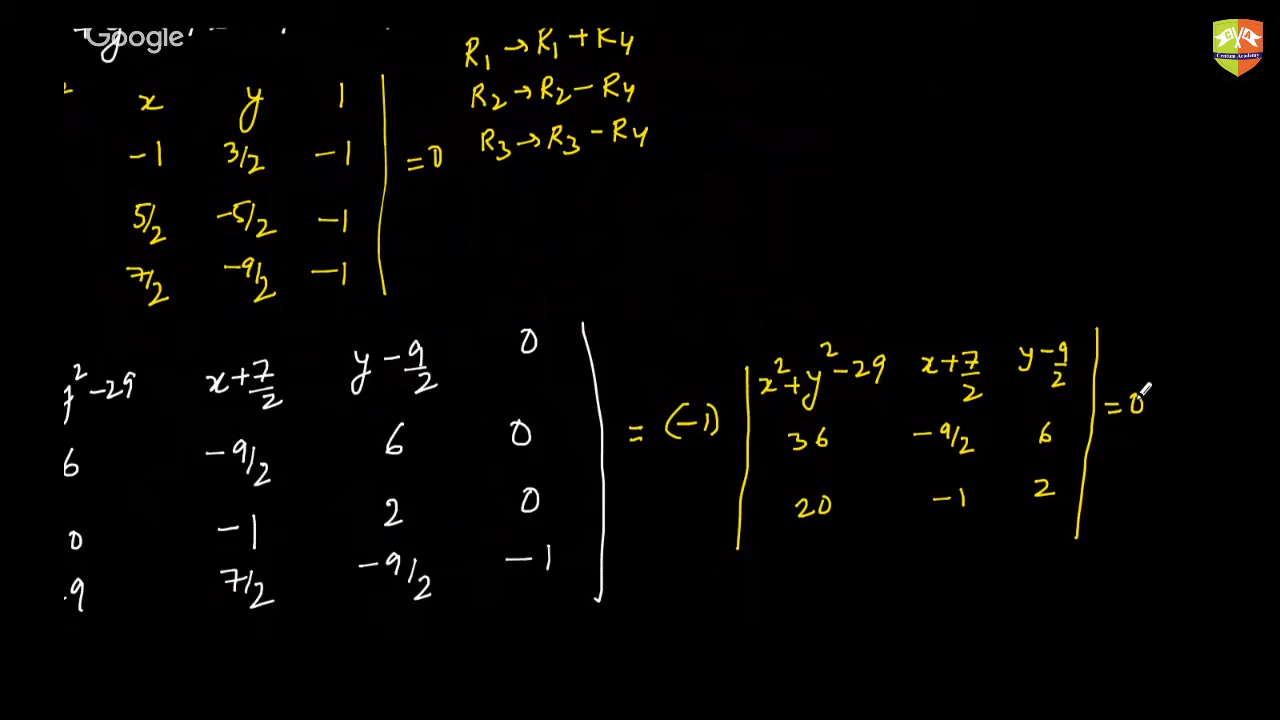 Google
R₁ → R₁ + R₄
x y 1
R₂ → R₂ - R₄
-1 3/2 -1 = 0
R₃ → R₃ - R₄
5/2 -5/2 -1
7/2 -9/2 -1
Centum Academy
y² - 29 x + 7/2 y - 9/2 0
6 -9/2 6 0
0 -1 2 0
9 7/2 -9/2 -1
= (-1)
x² + y² - 29 x + 7/2 y - 9/2
36 -9/2 6
20 -1 2
= 0